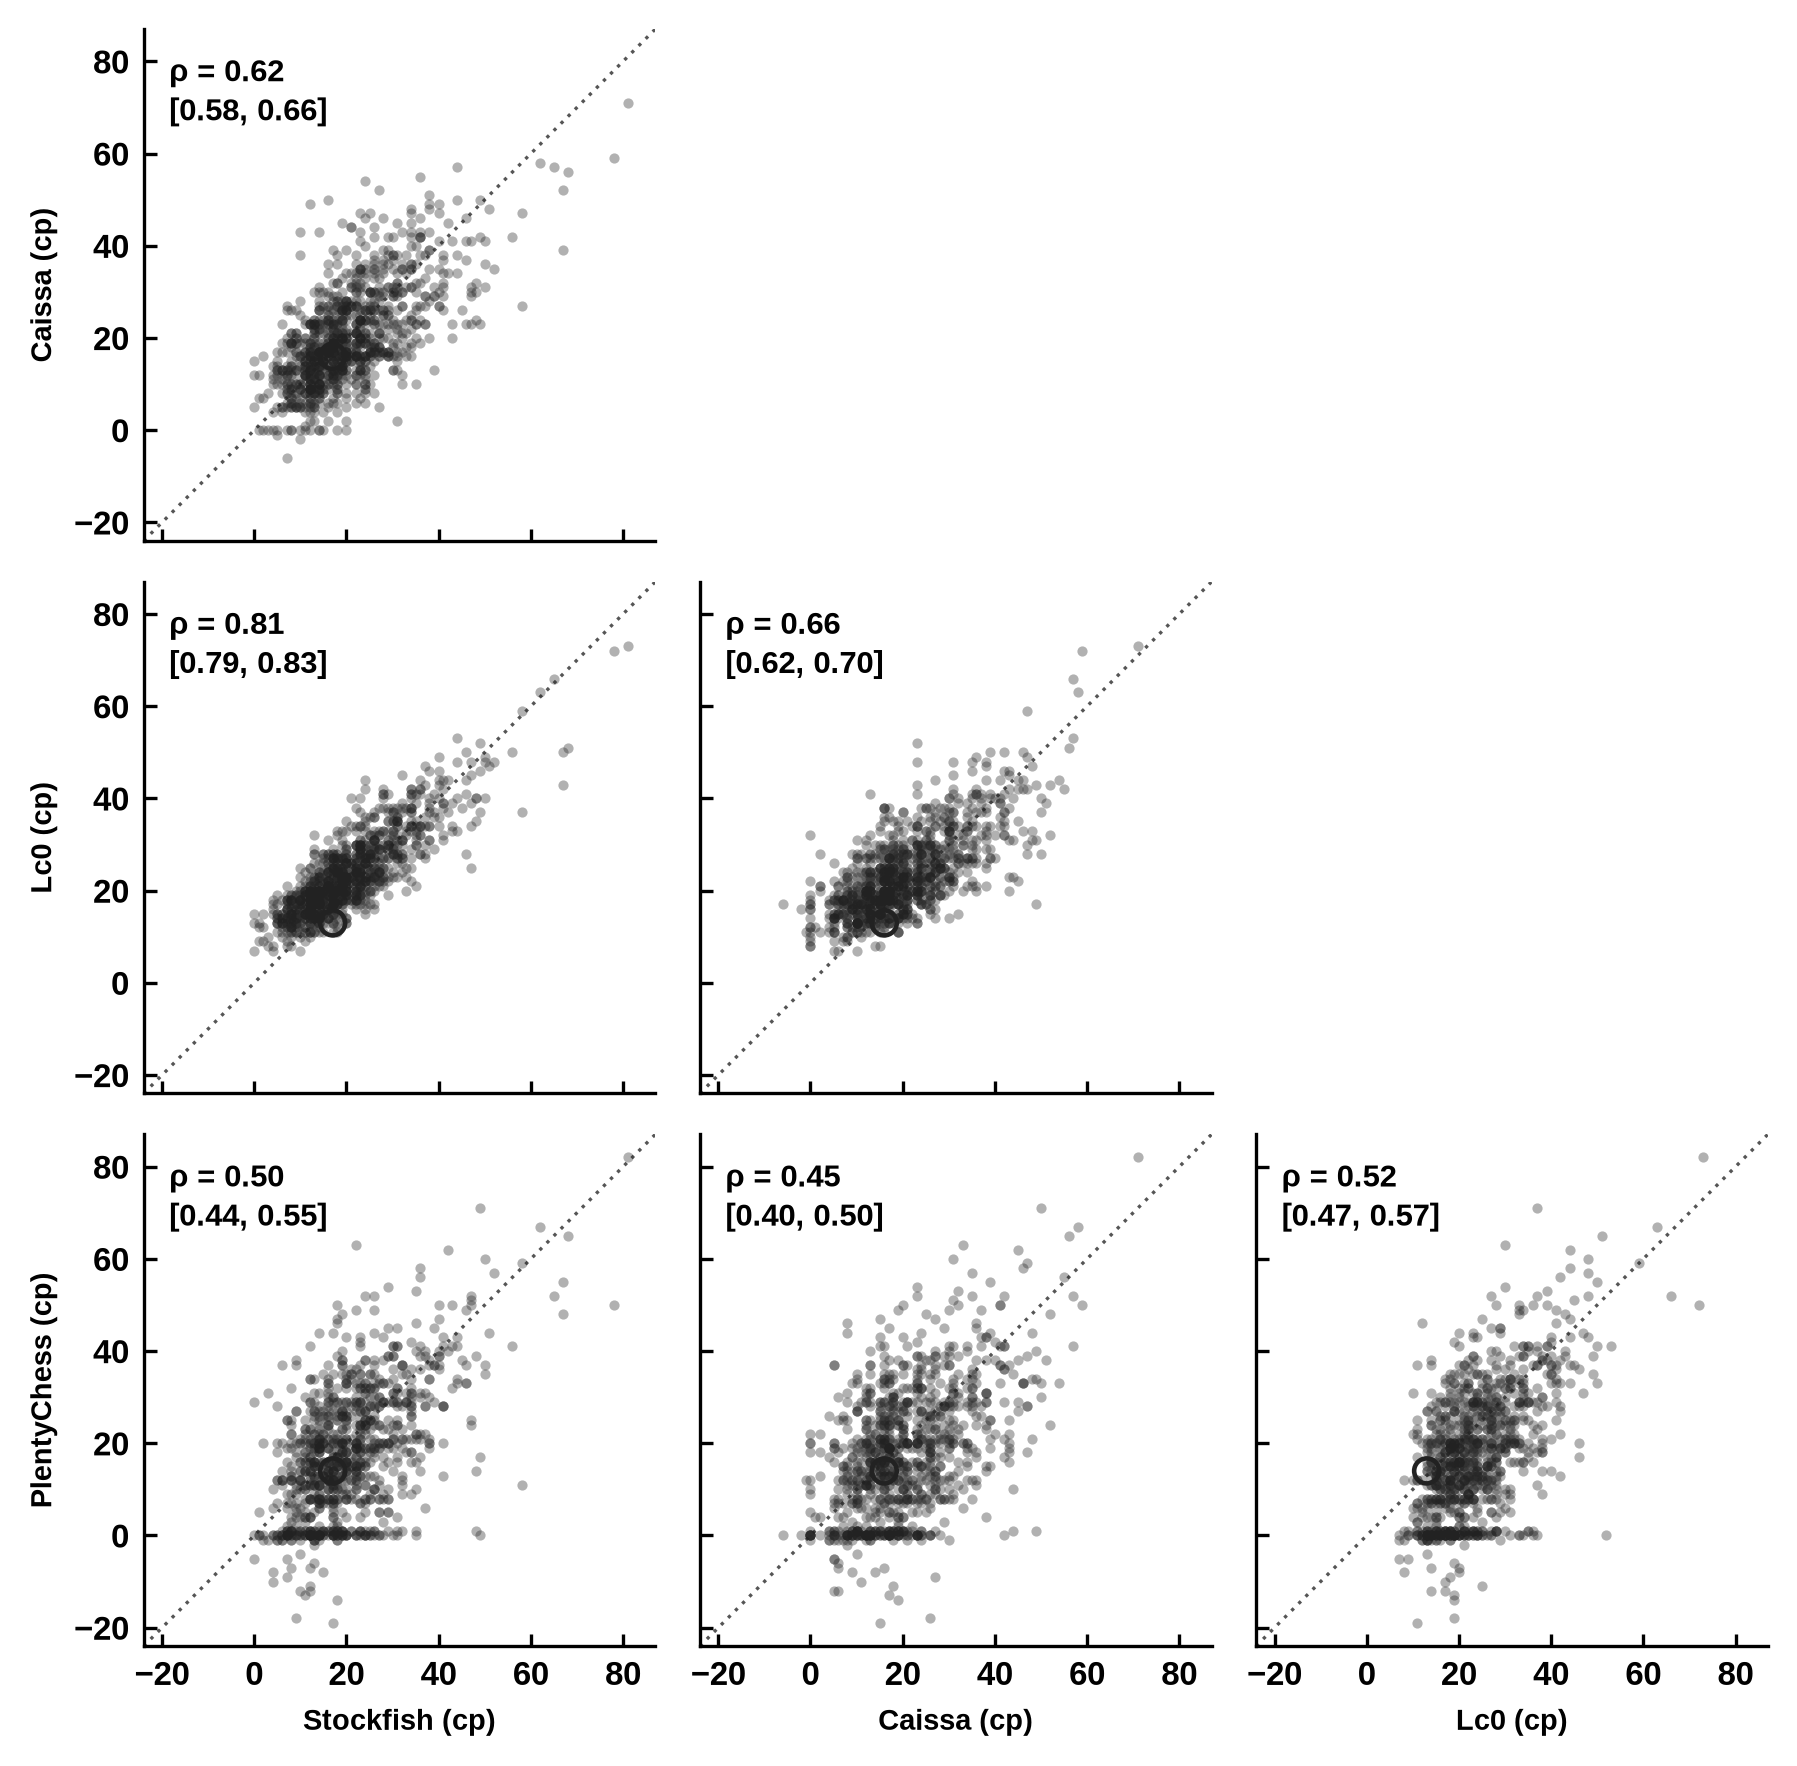 80
60
40
20
0
−20
Caissa (cp)
ρ = 0.62
[0.58, 0.66]
80
60
40
20
0
−20
Lc0 (cp)
ρ = 0.81
[0.79, 0.83]
ρ = 0.66
[0.62, 0.70]
80
60
40
20
0
−20
PlentyChess (cp)
ρ = 0.50
[0.44, 0.55]
ρ = 0.45
[0.40, 0.50]
ρ = 0.52
[0.47, 0.57]
−20 0 20 40 60 80
−20 0 20 40 60 80
−20 0 20 40 60 80
Stockfish (cp)
Caissa (cp)
Lc0 (cp)